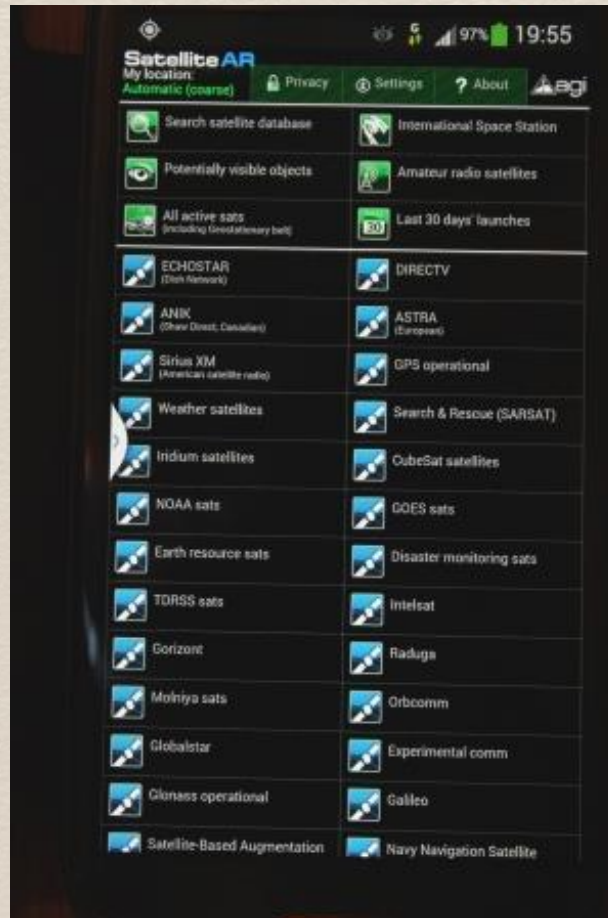 97% 19:55
Satellite AR
My location:
Automatic (coarse)
Privacy
Settings
? About
agi
Search satellite database
International Space Station
Potentially visible objects
Amateur radio satellites
All active sats
(including Geostationary belt)
30
Last 30 days' launches
ECHOSTAR
(Dish Network)
DIRECTV
ANIK
(Shaw Direct, Canadian)
ASTRA
(European)
Sirius XM
(American satellite radio)
GPS operational
Weather satellites
Search & Rescue (SARSAT)
Iridium satellites
CubeSat satellites
NOAA sats
GOES sats
Earth resource sats
Disaster monitoring sats
TDRSS sats
Intelsat
Gorizont
Raduga
Molniya sats
Orbcomm
Globalstar
Experimental comm
Glonass operational
Galileo
Satellite-Based Augmentation
Navy Navigation Satellite